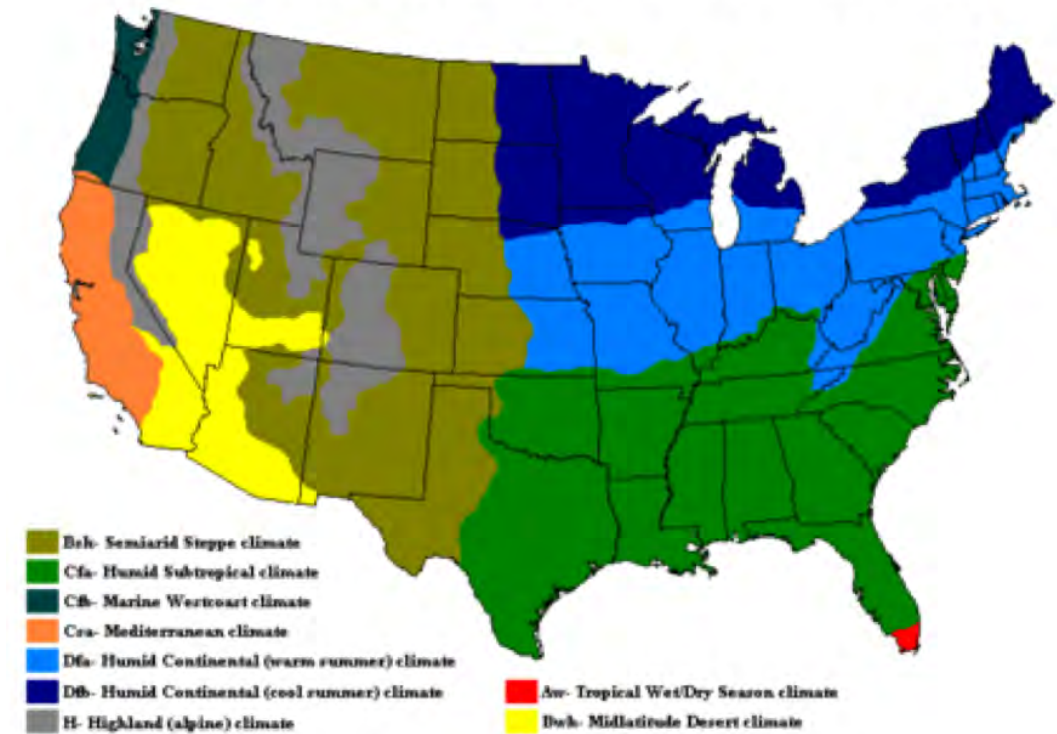 Bsk- Semiarid Steppe climate
Cfa- Humid Subtropical climate
Cfb- Marine Westcoart climate
Csa- Mediterranean climate
Dfa- Humid Continental (warm summer) climate
Dfb- Humid Continental (cool summer) climate
H- Highland (alpine) climate
Aw- Tropical Wet/Dry Season climate
Bwh- Midlatitude Desert climate